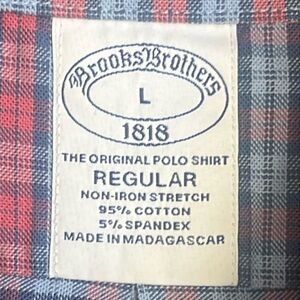 Brooks Brothers
L
1818
THE ORIGINAL POLO SHIRT
REGULAR
NON-IRON STRETCH
95% COTTON
5% SPANDEX
MADE IN MADAGASCAR